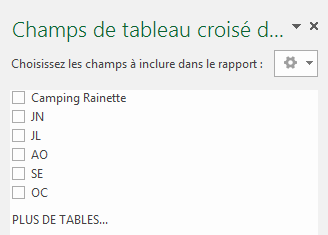 Champs de tableau croisé d...
Choisissez les champs à inclure dans le rapport :
Camping Rainette
JN
JL
AO
SE
OC
PLUS DE TABLES...